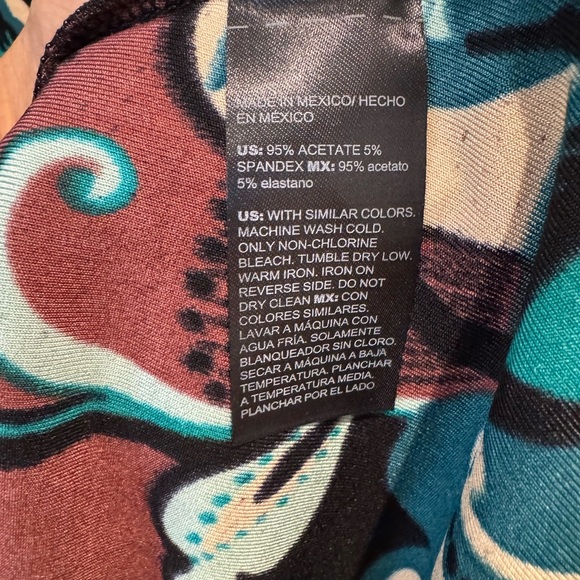 MADE IN MEXICO/ HECHO
EN MÉXICO
US: 95% ACETATE 5%
SPANDEX MX: 95% acetato
5% elastano
US: WITH SIMILAR COLORS.
MACHINE WASH COLD.
ONLY NON-CHLORINE
BLEACH. TUMBLE DRY LOW.
WARM IRON. IRON ON
REVERSE SIDE. DO NOT
DRY CLEAN MX: CON
COLORES SIMILARES.
LAVAR A MÁQUINA CON
AGUA FRÍA. SOLAMENTE
BLANQUEADOR SIN CLORO.
SECAR A MÁQUINA A BAJA
TEMPERATURA. PLANCHAR
A TEMPERATURA MEDIA.
PLANCHAR POR EL LADO